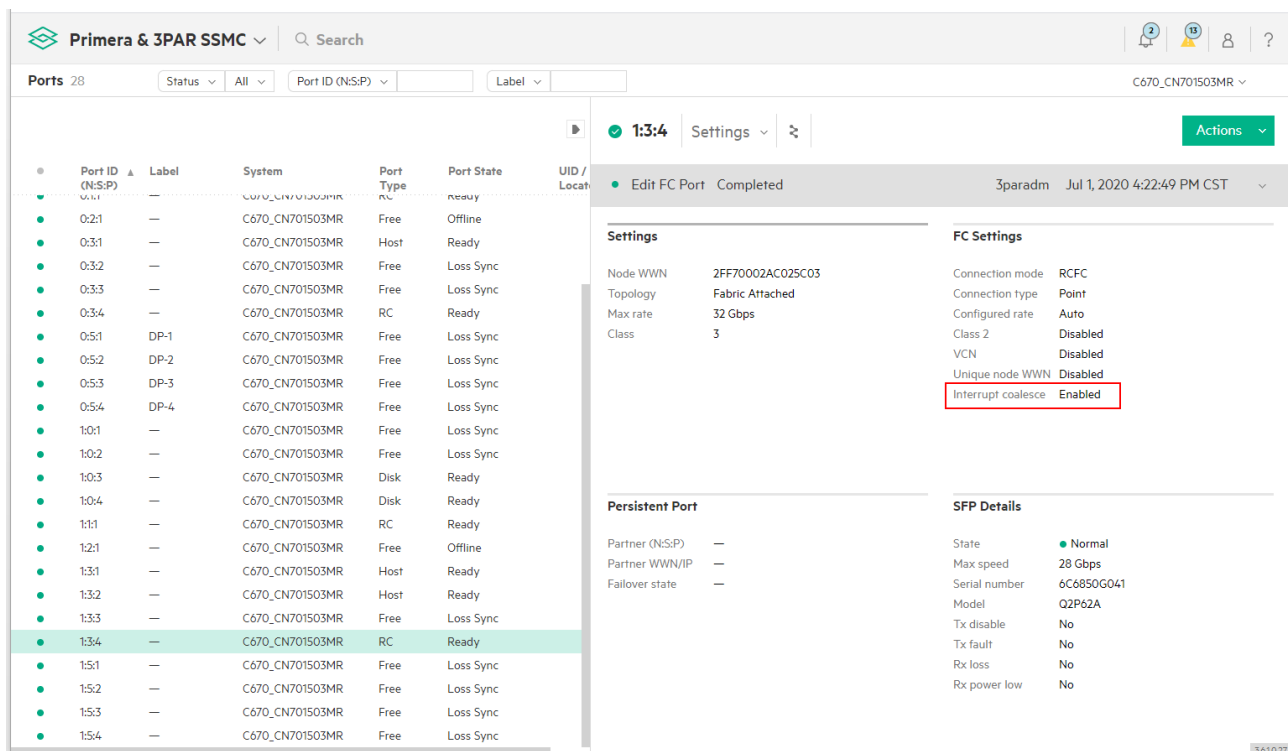 Primera & 3PAR SSMC Search 2 13 ?
Ports 28 Status All Port ID (N:S:P) Label C670_CN701503MR
1:3:4 Settings Actions
Port ID (N:S:P) Label System Port Type Port State UID /
Edit FC Port Completed 3paradm Jul 1, 2020 4:22:49 PM CST
0:1:1 — C670_CN701503MR RC Ready
0:2:1 — C670_CN701503MR Free Offline
0:3:1 — C670_CN701503MR Host Ready
0:3:2 — C670_CN701503MR Free Loss Sync
0:3:3 — C670_CN701503MR Free Loss Sync
0:3:4 — C670_CN701503MR RC Ready
0:5:1 DP-1 C670_CN701503MR Free Loss Sync
0:5:2 DP-2 C670_CN701503MR Free Loss Sync
0:5:3 DP-3 C670_CN701503MR Free Loss Sync
0:5:4 DP-4 C670_CN701503MR Free Loss Sync
1:0:1 — C670_CN701503MR Free Loss Sync
1:0:2 — C670_CN701503MR Free Loss Sync
1:0:3 — C670_CN701503MR Disk Ready
1:0:4 — C670_CN701503MR Disk Ready
1:1:1 — C670_CN701503MR RC Ready
1:2:1 — C670_CN701503MR Free Offline
1:3:1 — C670_CN701503MR Host Ready
1:3:2 — C670_CN701503MR Host Ready
1:3:3 — C670_CN701503MR Free Loss Sync
1:3:4 — C670_CN701503MR RC Ready
1:5:1 — C670_CN701503MR Free Loss Sync
1:5:2 — C670_CN701503MR Free Loss Sync
1:5:3 — C670_CN701503MR Free Loss Sync
1:5:4 — C670_CN701503MR Free Loss Sync
Settings
Node WWN 2FF70002AC025C03
Topology Fabric Attached
Max rate 32 Gbps
Class 3
FC Settings
Connection mode RCFC
Connection type Point
Configured rate Auto
Class 2 Disabled
VCN Disabled
Unique node WWN Disabled
Interrupt coalesce Enabled
Persistent Port
Partner (N:S:P) —
Partner WWN/IP —
Failover state —
SFP Details
State Normal
Max speed 28 Gbps
Serial number 6C6850G041
Model Q2P62A
Tx disable No
Tx fault No
Rx loss No
Rx power low No